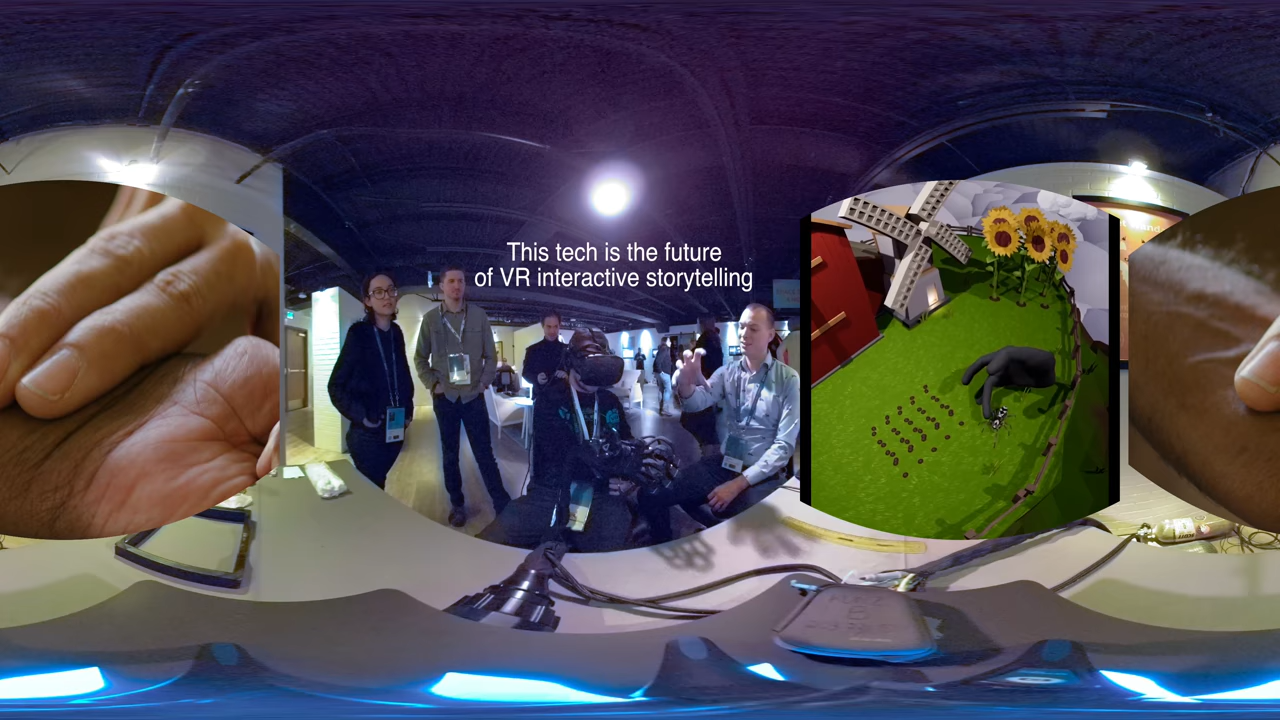 This tech is the future
of VR interactive storytelling